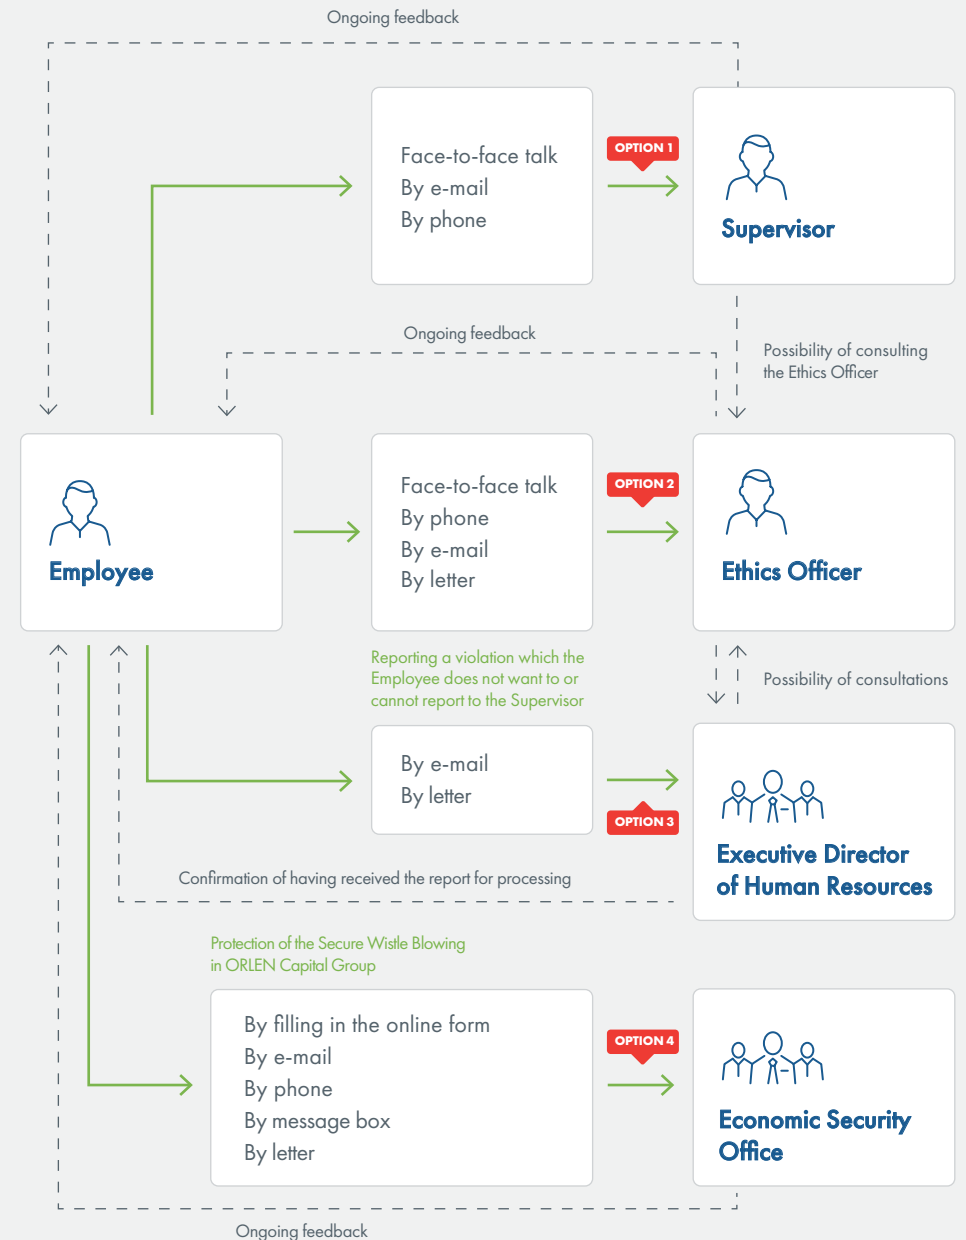 Ongoing feedback
Face-to-face talk
By e-mail
By phone
OPTION 1
Supervisor
Ongoing feedback
Possibility of consulting
the Ethics Officer
Employee
Face-to-face talk
By phone
By e-mail
By letter
OPTION 2
Ethics Officer
Reporting a violation which the
Employee does not want to or
cannot report to the Supervisor
Possibility of consultations
By e-mail
By letter
OPTION 3
Executive Director
of Human Resources
Confirmation of having received the report for processing
Protection of the Secure Wistle Blowing
in ORLEN Capital Group
By filling in the online form
By e-mail
By phone
By message box
By letter
OPTION 4
Economic Security
Office
Ongoing feedback